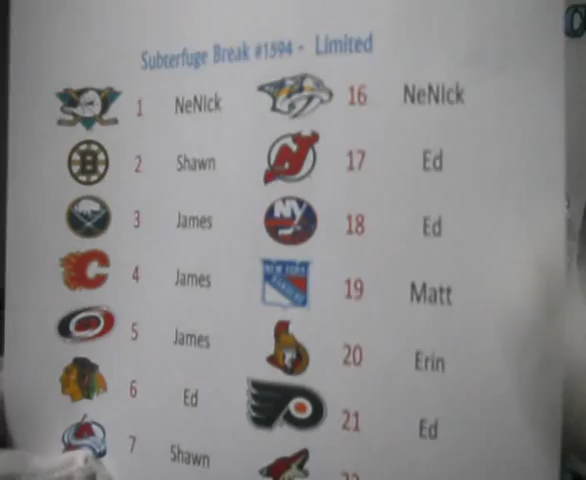 Subterfuge Break #1594 - Limited
1 NeNick 16 NeNick
2 Shawn 17 Ed
3 James 18 Ed
4 James 19 Matt
5 James 20 Erin
6 Ed 21 Ed
7 Shawn